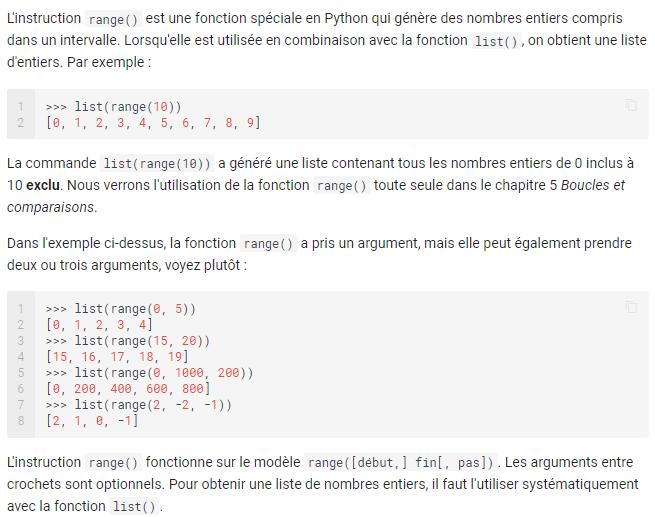 L'instruction range() est une fonction spéciale en Python qui génère des nombres entiers compris
dans un intervalle. Lorsqu'elle est utilisée en combinaison avec la fonction list(), on obtient une liste
d'entiers. Par exemple :
1 >>> list(range(10))
2 [0, 1, 2, 3, 4, 5, 6, 7, 8, 9]
La commande list(range(10)) a généré une liste contenant tous les nombres entiers de 0 inclus à
10 exclu. Nous verrons l'utilisation de la fonction range() toute seule dans le chapitre 5 Boucles et
comparaisons.
Dans l'exemple ci-dessus, la fonction range() a pris un argument, mais elle peut également prendre
deux ou trois arguments, voyez plutôt :
1 >>> list(range(0, 5))
2 [0, 1, 2, 3, 4]
3 >>> list(range(15, 20))
4 [15, 16, 17, 18, 19]
5 >>> list(range(0, 1000, 200))
6 [0, 200, 400, 600, 800]
7 >>> list(range(2, -2, -1))
8 [2, 1, 0, -1]
L'instruction range() fonctionne sur le modèle range([début,] fin[, pas]). Les arguments entre
crochets sont optionnels. Pour obtenir une liste de nombres entiers, il faut l'utiliser systématiquement
avec la fonction list().